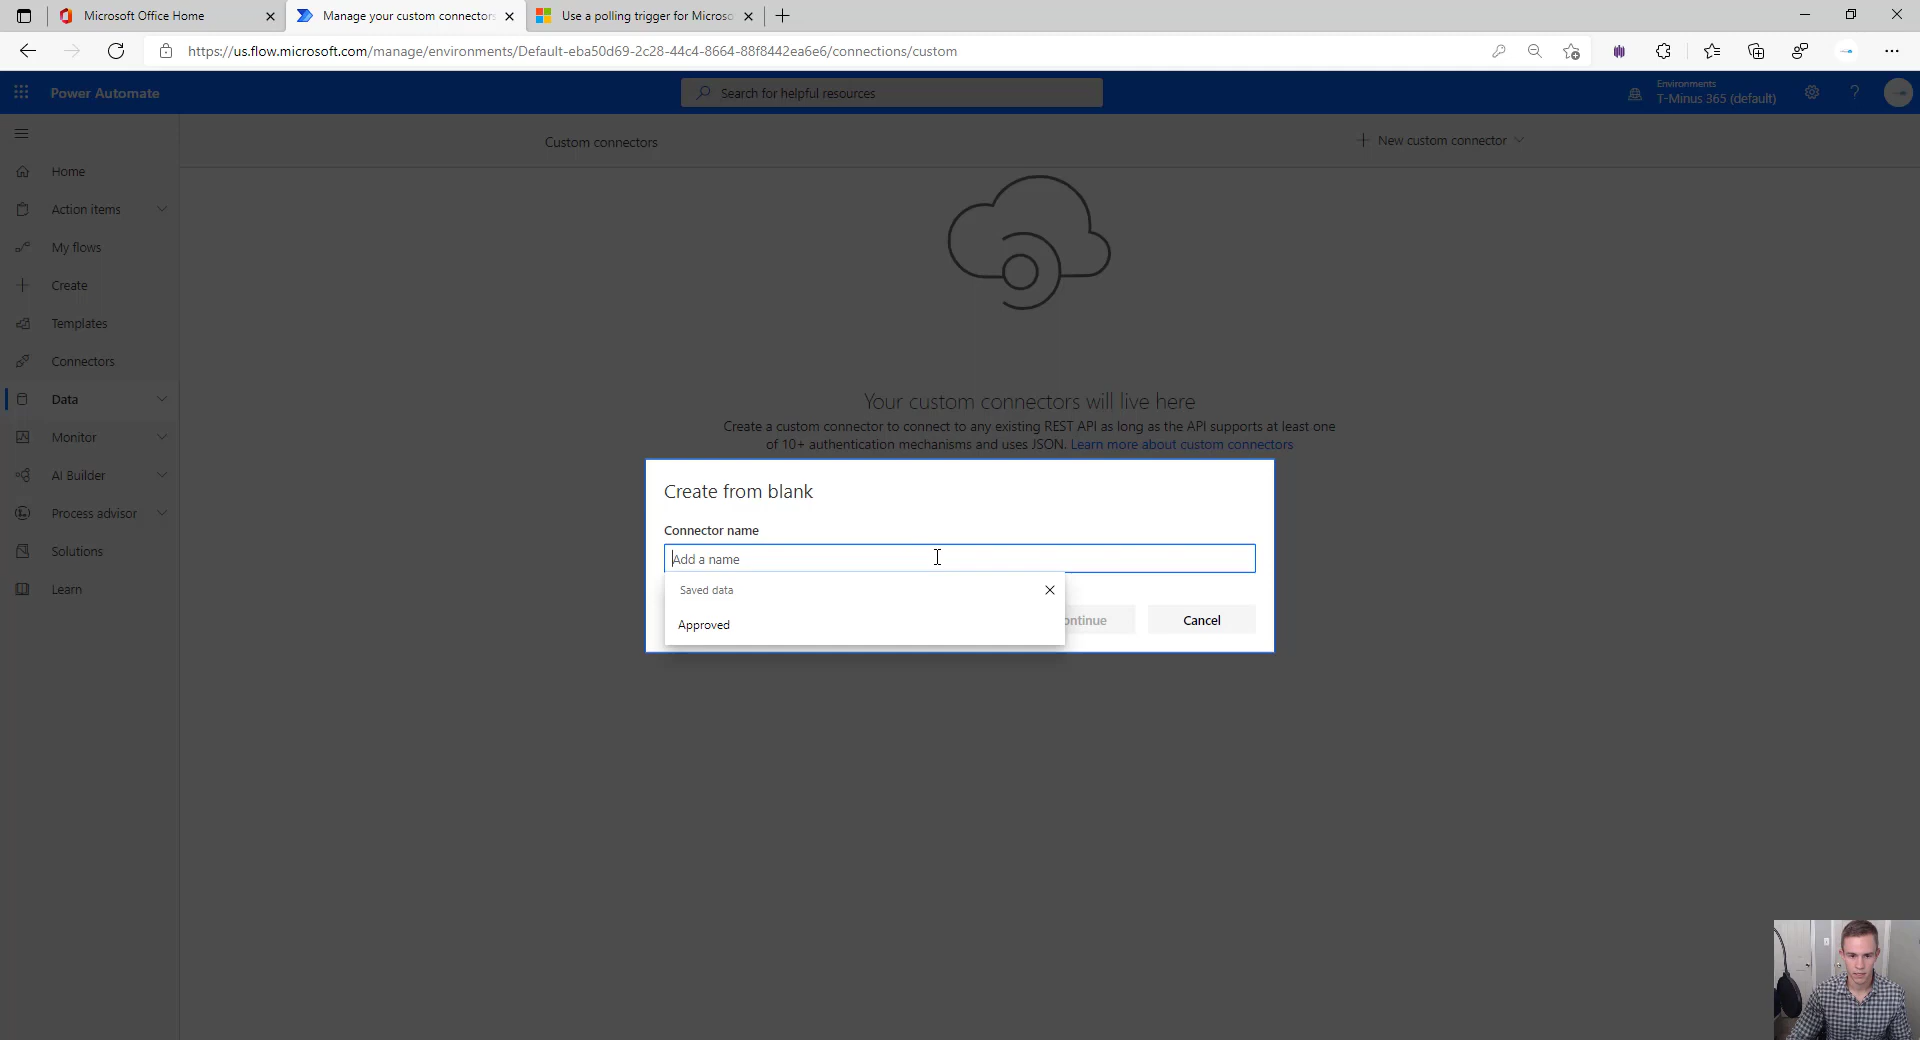 Microsoft Office Home
Manage your custom connectors
Use a polling trigger for Microso
https://us.flow.microsoft.com/manage/environments/Default-eba50d69-2c28-44c4-8664-88f8442ea6e6/connections/custom
Power Automate
Search for helpful resources
Environments
T-Minus 365 (default)
?
Custom connectors
New custom connector
Home
Action items
My flows
Create
Templates
Connectors
Data
Monitor
AI Builder
Process advisor
Solutions
Learn
Your custom connectors will live here
Create a custom connector to connect to any existing REST API as long as the API supports at least one
of 10+ authentication mechanisms and uses JSON. Learn more about custom connectors
Create from blank
Connector name
Add a name
Saved data
Approved
ontinue
Cancel